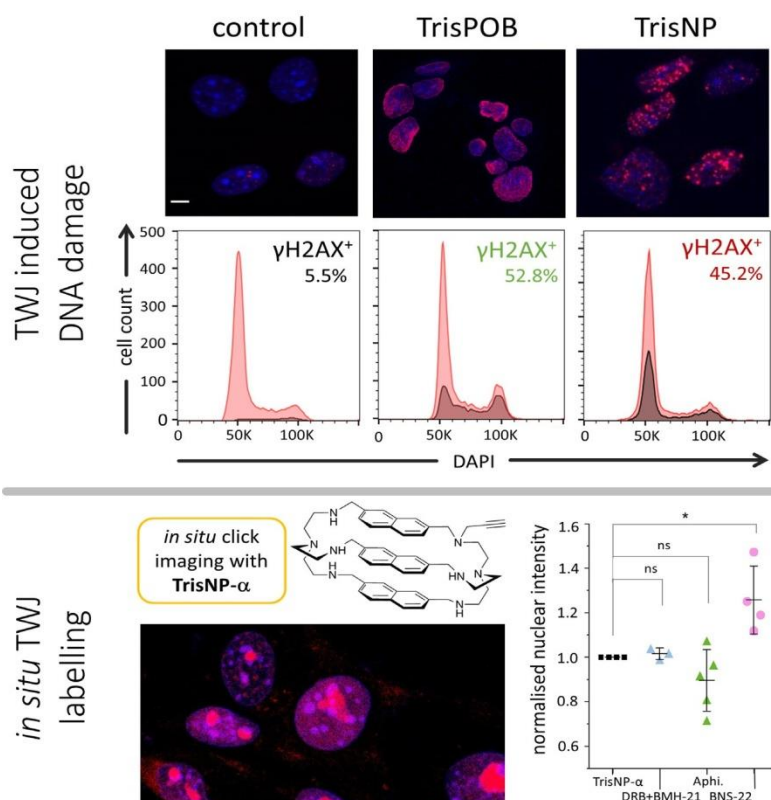 control
TrisPOB
TrisNP
TWJ induced
DNA damage
cell count
500
400
300
200
100
0
γH2AX⁺
5.5%
γH2AX⁺
52.8%
γH2AX⁺
45.2%
0
50K
100K
0
50K
100K
0
50K
100K
DAPI
in situ TWJ
labelling
in situ click
imaging with
TrisNP-α
N
H
N
NH
H
N
HN
N
N
H
normalised nuclear intensity
1.6
1.4
1.2
1.0
0.8
0.6
*
ns
ns
TrisNP-α
Aphi.
DRB+BMH-21
BNS-22